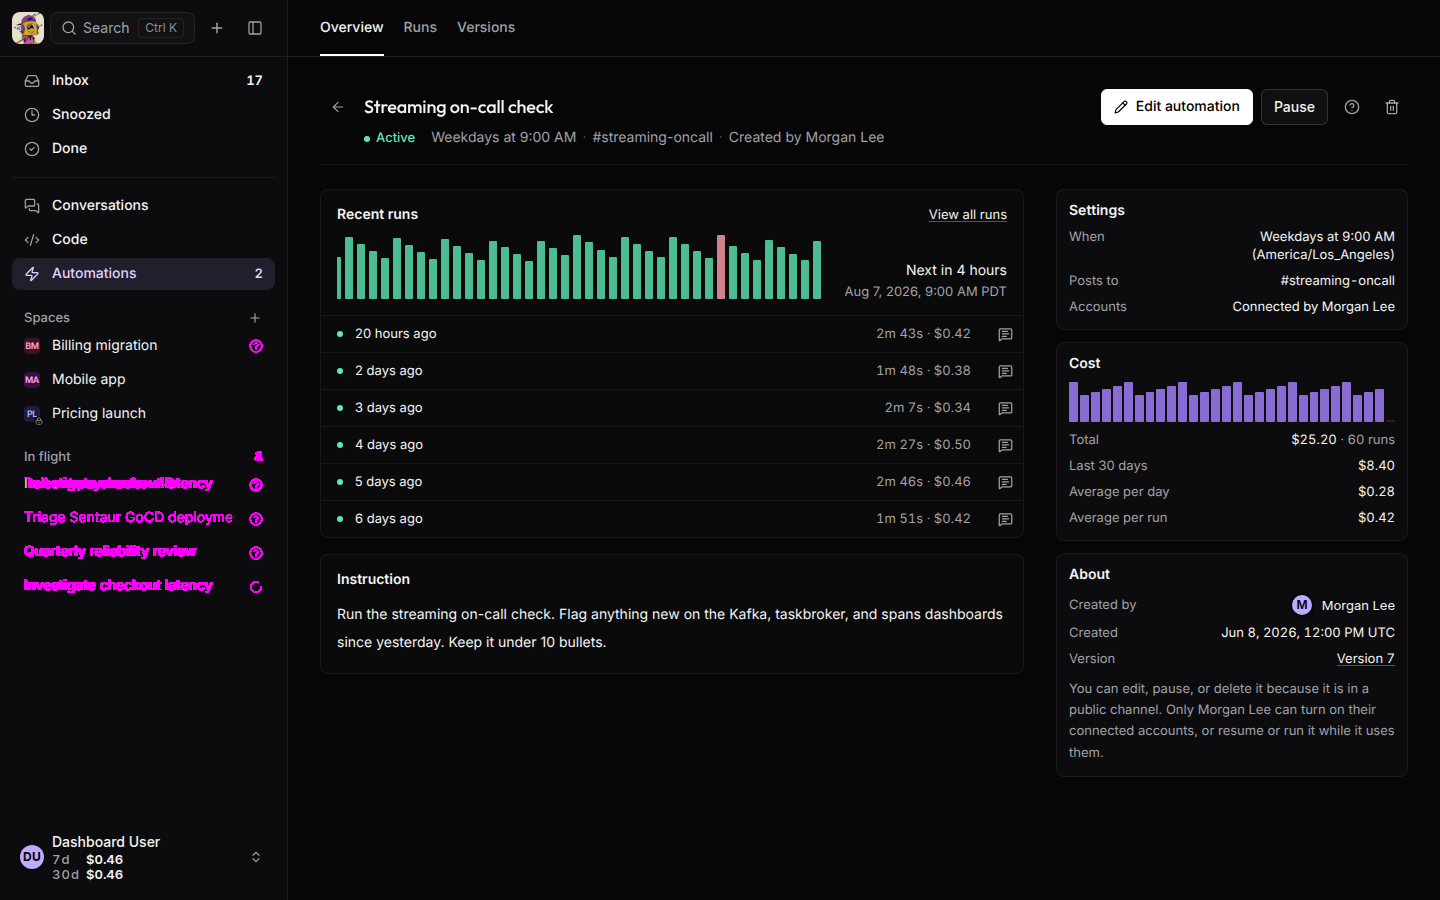 Search Ctrl K
Overview Runs Versions
Inbox 17
Snoozed
Done
Conversations
Code
Automations 2
Spaces
BM Billing migration
MA Mobile app
PL Pricing launch
In flight
Triage Sentaur GoCD deployme
Quarterly reliability review
Investigate checkout latency
DU Dashboard User
7d $0.46
30d $0.46
Streaming on-call check
Edit automation
Pause
Active Weekdays at 9:00 AM · #streaming-oncall · Created by Morgan Lee
Recent runs
View all runs
Next in 4 hours
Aug 7, 2026, 9:00 AM PDT
20 hours ago 2m 43s · $0.42
2 days ago 1m 48s · $0.38
3 days ago 2m 7s · $0.34
4 days ago 2m 27s · $0.50
5 days ago 2m 46s · $0.46
6 days ago 1m 51s · $0.42
Instruction
Run the streaming on-call check. Flag anything new on the Kafka, taskbroker, and spans dashboards
since yesterday. Keep it under 10 bullets.
Settings
When Weekdays at 9:00 AM
(America/Los_Angeles)
Posts to #streaming-oncall
Accounts Connected by Morgan Lee
Cost
Total $25.20 · 60 runs
Last 30 days $8.40
Average per day $0.28
Average per run $0.42
About
Created by M Morgan Lee
Created Jun 8, 2026, 12:00 PM UTC
Version Version 7
You can edit, pause, or delete it because it is in a
public channel. Only Morgan Lee can turn on their
connected accounts, or resume or run it while it uses
them.